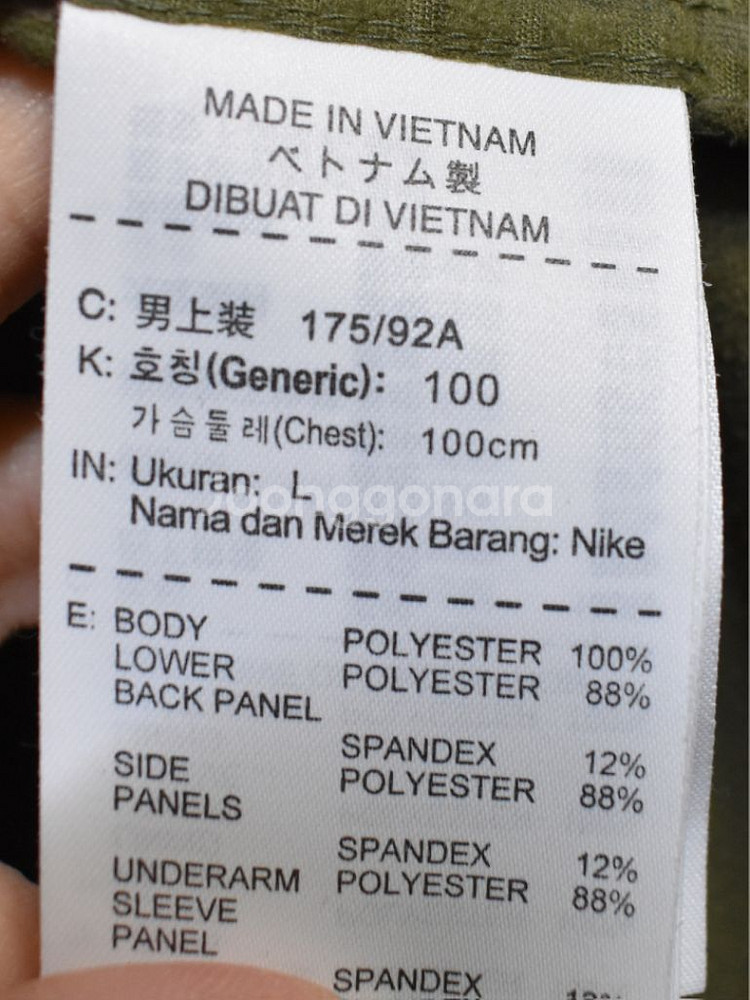 MADE IN VIETNAM
ベトナム製
DIBUAT DI VIETNAM
C: 男上装 175/92A
K: 호칭(Generic): 100
가슴둘레(Chest): 100cm
IN: Ukuran: L
joonggonara
Nama dan Merek Barang: Nike
E: BODY POLYESTER 100%
LOWER POLYESTER 88%
BACK PANEL
SPANDEX 12%
SIDE POLYESTER 88%
PANELS
SPANDEX 12%
UNDERARM POLYESTER 88%
SLEEVE
PANEL
SPANDEX